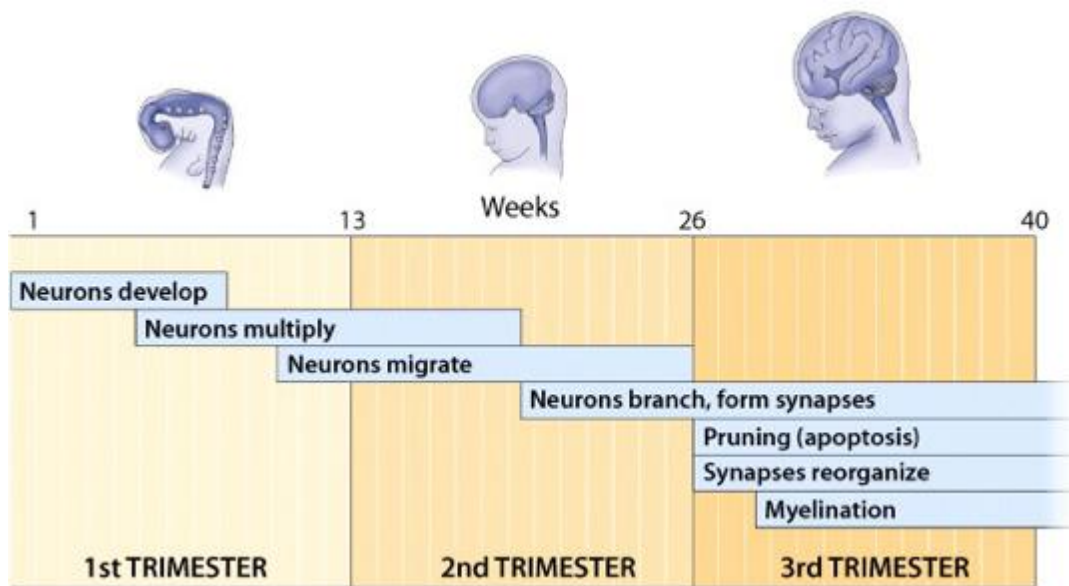 Weeks
1 13 26 40
Neurons develop
Neurons multiply
Neurons migrate
Neurons branch, form synapses
Pruning (apoptosis)
Synapses reorganize
Myelination
1st TRIMESTER 2nd TRIMESTER 3rd TRIMESTER